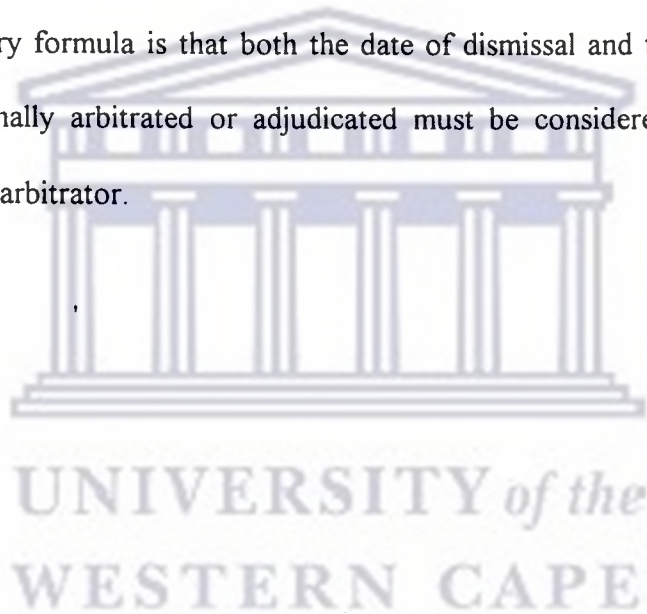 ry formula is that both the date of dismissal and
nally arbitrated or adjudicated must be considere
arbitrator.
UNIVERSITY of the
WESTERN CAPE